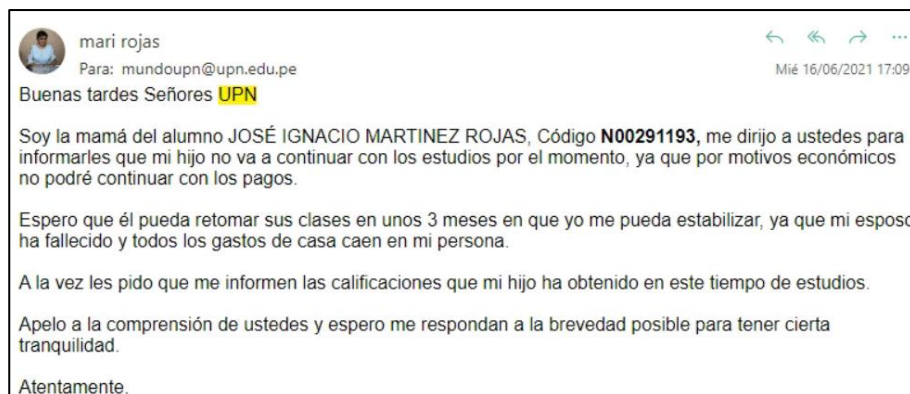 mari rojas
Para: mundoupn@upn.edu.pe
Mié 16/06/2021 17:09
Buenas tardes Señores UPN
Soy la mamá del alumno JOSÉ IGNACIO MARTINEZ ROJAS, Código N00291193, me dirijo a ustedes para
informarles que mi hijo no va a continuar con los estudios por el momento, ya que por motivos económicos
no podré continuar con los pagos.
Espero que él pueda retomar sus clases en unos 3 meses en que yo me pueda estabilizar, ya que mi esposo
ha fallecido y todos los gastos de casa caen en mi persona.
A la vez les pido que me informen las calificaciones que mi hijo ha obtenido en este tiempo de estudios.
Apelo a la comprensión de ustedes y espero me respondan a la brevedad posible para tener cierta
tranquilidad.
Atentamente.